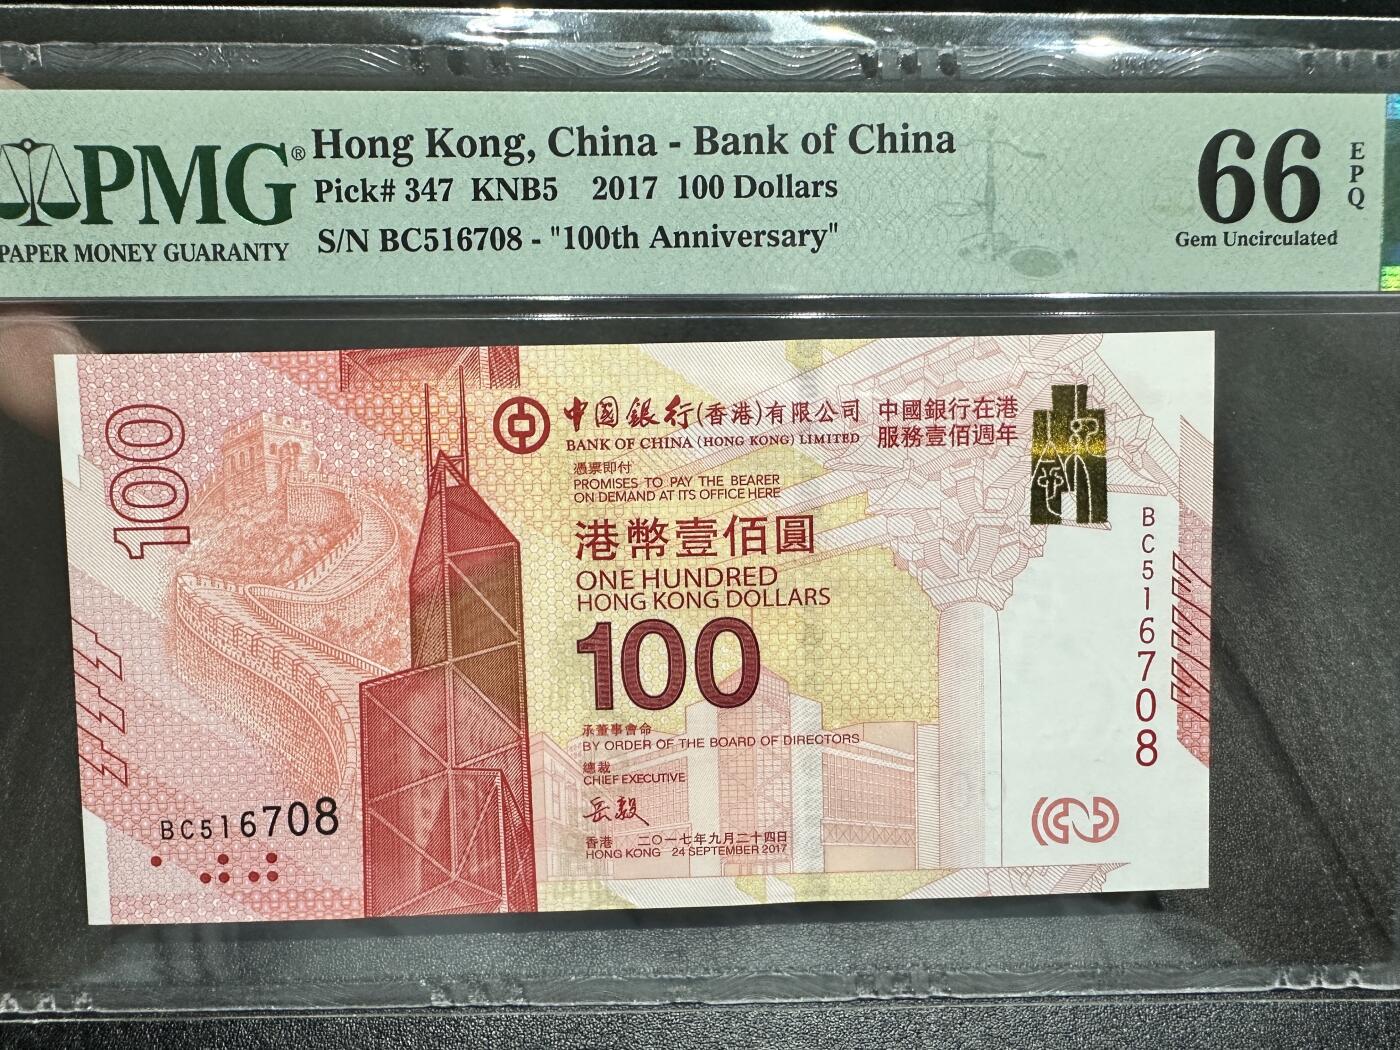 PMG®
PAPER MONEY GUARANTY
Hong Kong, China - Bank of China
Pick# 347 KNB5 2017 100 Dollars
S/N BC516708 - "100th Anniversary"
66
EPQ
Gem Uncirculated
100
中國銀行(香港)有限公司
BANK OF CHINA (HONG KONG) LIMITED
中國銀行在港
服務壹佰週年
憑票即付
PROMISES TO PAY THE BEARER
ON DEMAND AT ITS OFFICE HERE
港幣壹佰圓
ONE HUNDRED
HONG KONG DOLLARS
100
承董事會命
BY ORDER OF THE BOARD OF DIRECTORS
總裁
CHIEF EXECUTIVE
岳毅
香港 二〇一七年九月二十四日
HONG KONG 24 SEPTEMBER 2017
BC516708
BC516708